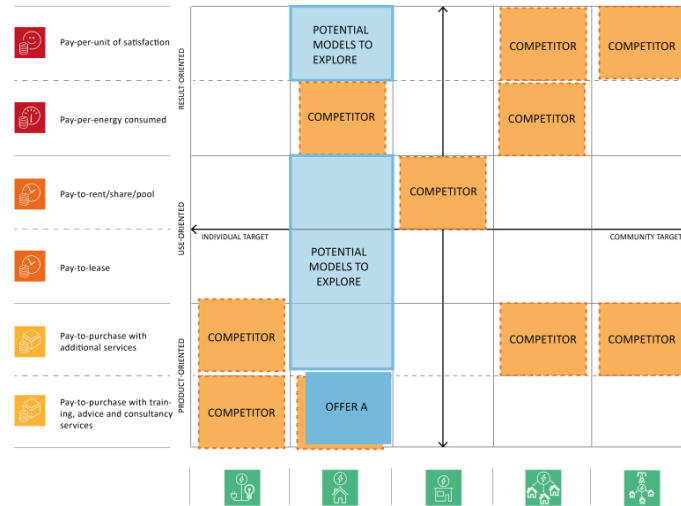 Pay-per-unit of satisfaction
POTENTIAL
MODELS TO
EXPLORE
COMPETITOR
COMPETITOR
RESULT-ORIENTED
Pay-per-energy consumed
COMPETITOR
COMPETITOR
Pay-to-rent/share/pool
COMPETITOR
USE-ORIENTED
INDIVIDUAL TARGET
COMMUNITY TARGET
Pay-to-lease
POTENTIAL
MODELS TO
EXPLORE
Pay-to-purchase with
additional services
COMPETITOR
COMPETITOR
COMPETITOR
PRODUCT-ORIENTED
Pay-to-purchase with train-
ing, advice and consultancy
services
COMPETITOR
OFFER A